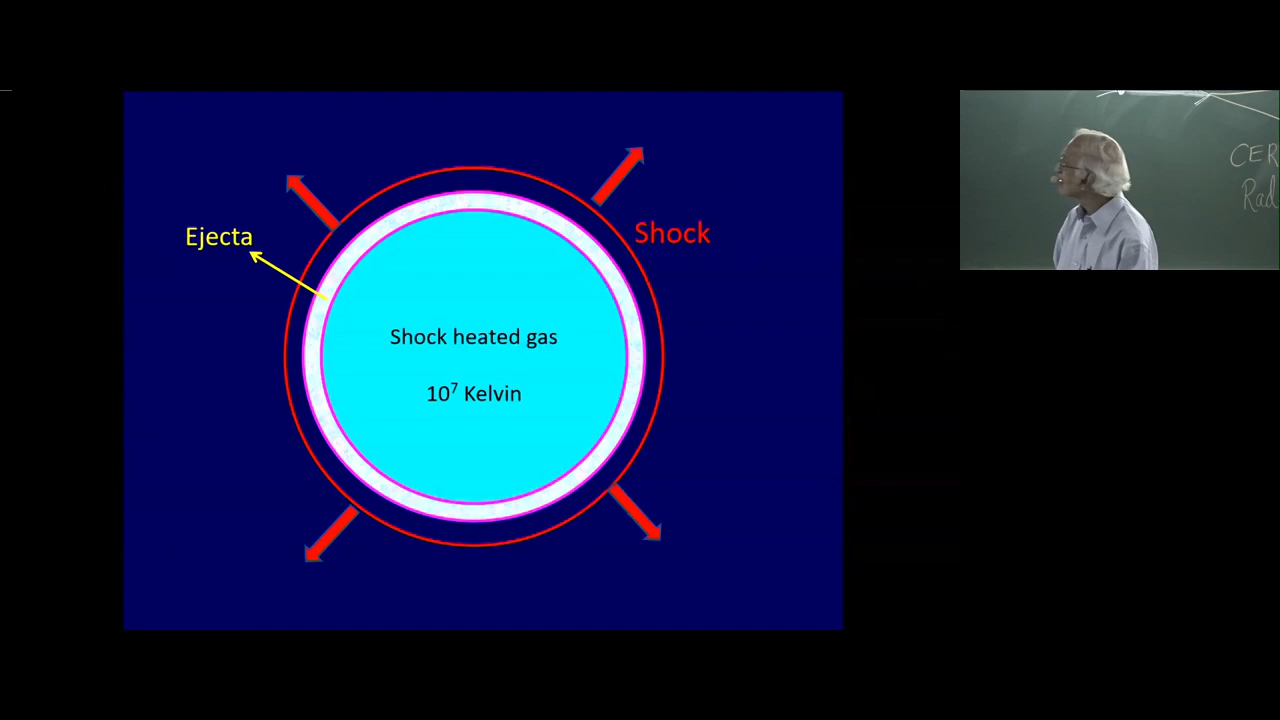 Ejecta
Shock
Shock heated gas
10⁷ Kelvin
CER
Rad